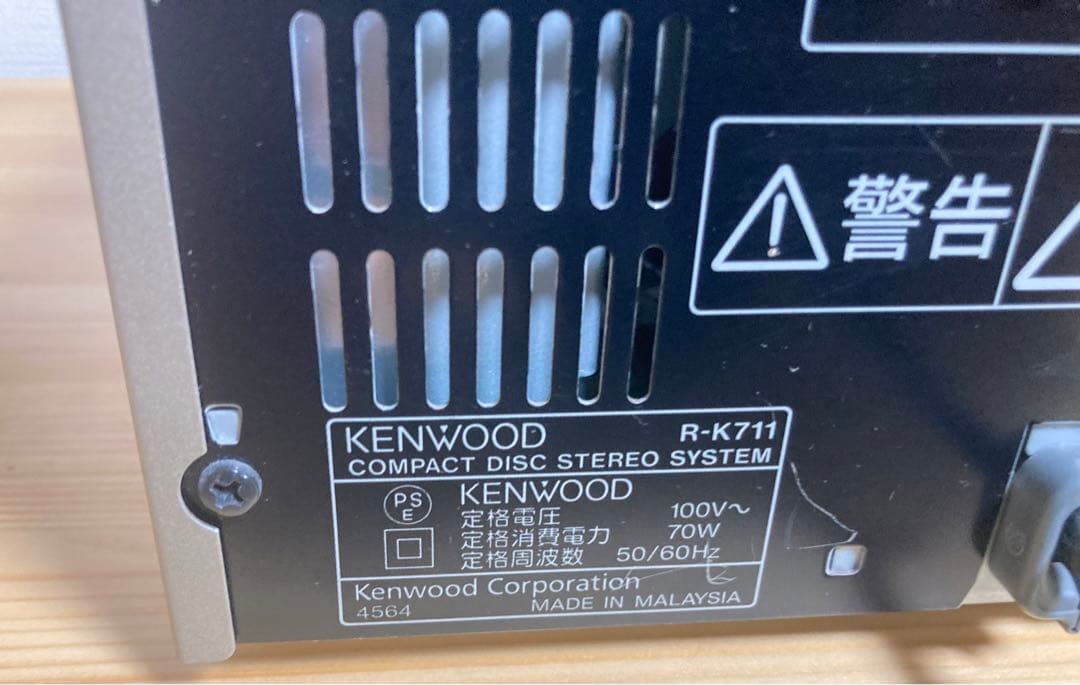 警告
KENWOOD R-K711
COMPACT DISC STEREO SYSTEM
PS
E
KENWOOD
定格電圧 100V～
定格消費電力 70W
定格周波数 50/60Hz
Kenwood Corporation
4564 MADE IN MALAYSIA